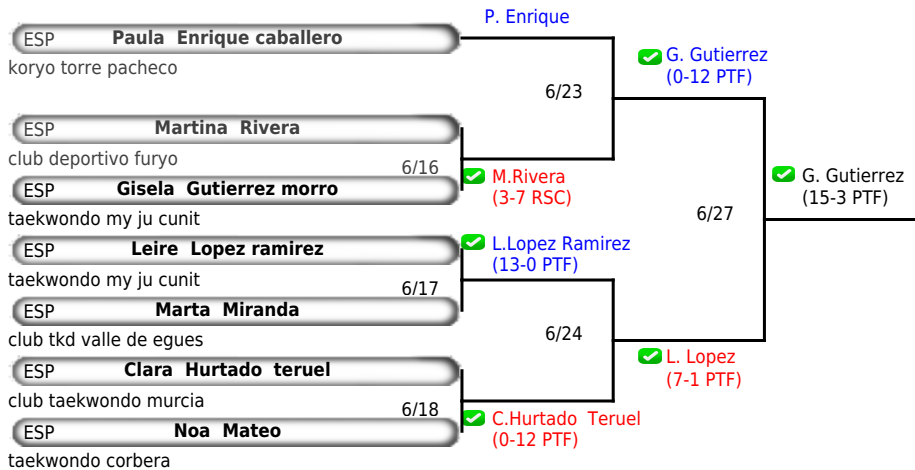 P. Enrique
ESP Paula Enrique caballero
koryo torre pacheco
G. Gutierrez
(0-12 PTF)
6/23
ESP Martina Rivera
club deportivo furyo
6/16
M.Rivera
(3-7 RSC)
ESP Gisela Gutierrez morro
taekwondo my ju cunit
G. Gutierrez
(15-3 PTF)
6/27
ESP Leire Lopez ramirez
taekwondo my ju cunit
L.Lopez Ramirez
(13-0 PTF)
6/17
ESP Marta Miranda
club tkd valle de egues
6/24
L. Lopez
(7-1 PTF)
ESP Clara Hurtado teruel
club taekwondo murcia
6/18
C.Hurtado Teruel
(0-12 PTF)
ESP Noa Mateo
taekwondo corbera